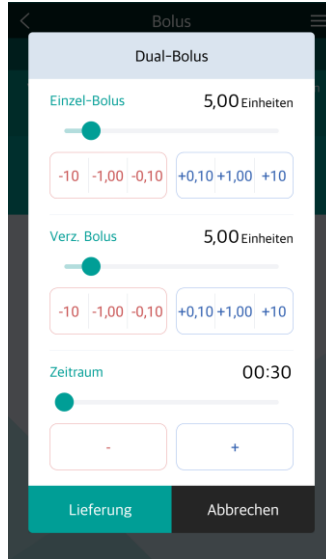 Bolus
Dual-Bolus
Einzel-Bolus 5,00 Einheiten
-10 -1,00 -0,10 +0,10 +1,00 +10
Verz. Bolus 5,00 Einheiten
-10 -1,00 -0,10 +0,10 +1,00 +10
Zeitraum 00:30
- +
Lieferung Abbrechen